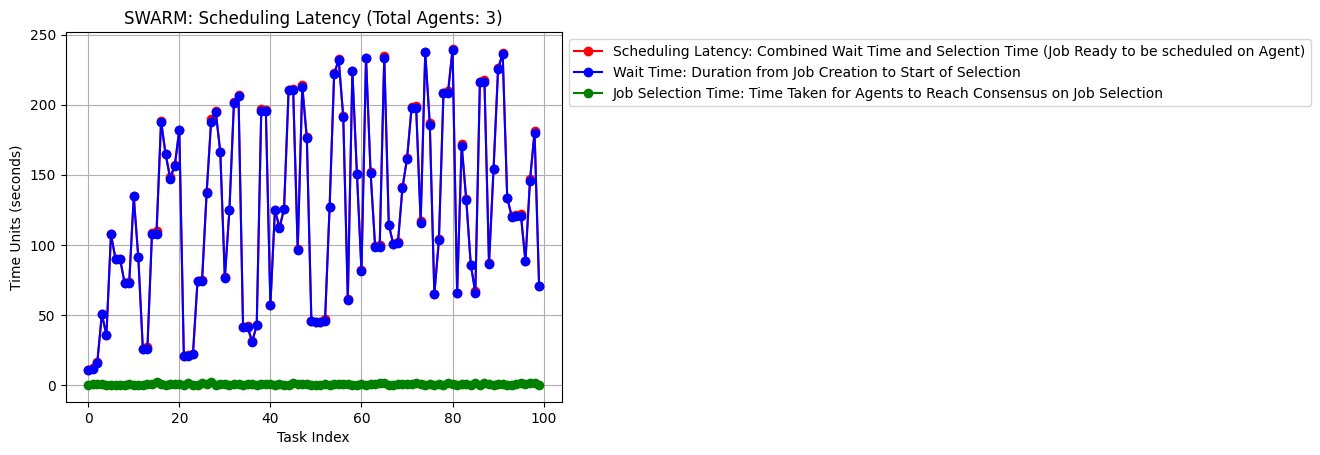 SWARM: Scheduling Latency (Total Agents: 3)
Scheduling Latency: Combined Wait Time and Selection Time (Job Ready to be scheduled on Agent)
Wait Time: Duration from Job Creation to Start of Selection
Job Selection Time: Time Taken for Agents to Reach Consensus on Job Selection
Time Units (seconds)
250
200
150
100
50
0
0 20 40 60 80 100
Task Index